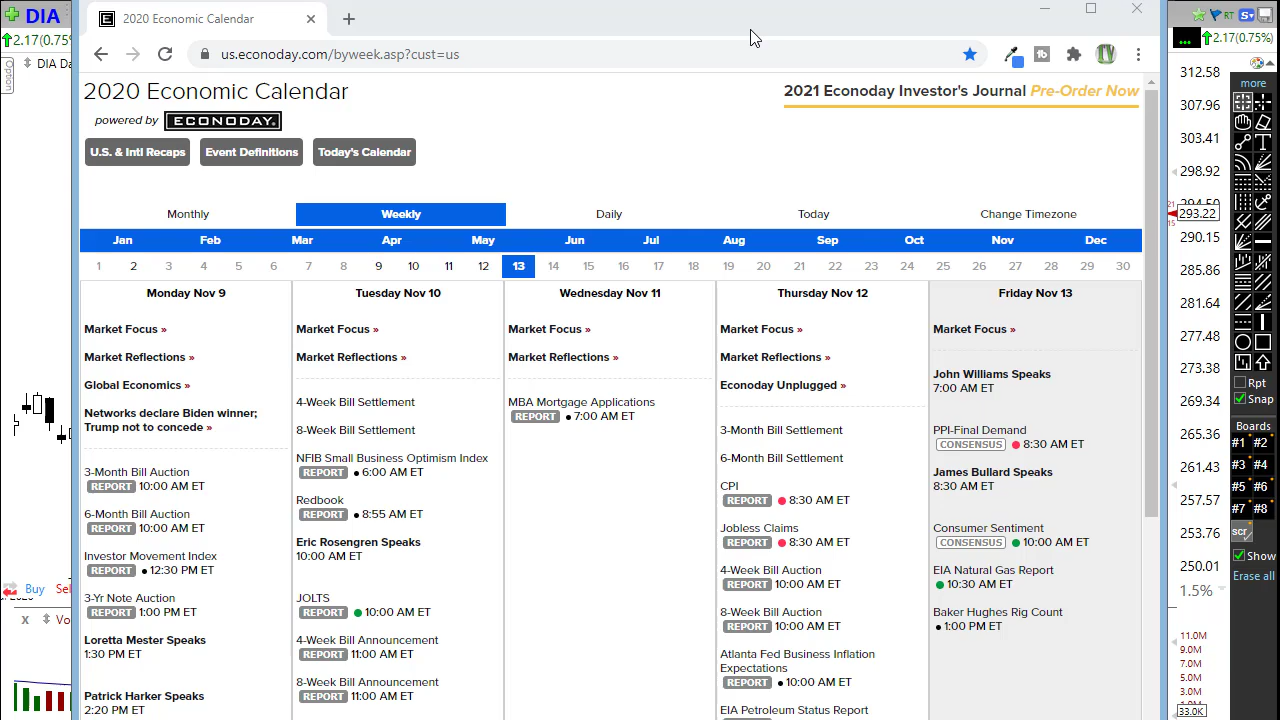 DIA
2.17(0.75%
DIA Da
Option
2020 Economic Calendar
us.econoday.com/byweek.asp?cust=us
2020 Economic Calendar
2021 Econoday Investor's Journal Pre-Order Now
powered by ECONODAY.
U.S. & Intl Recaps
Event Definitions
Today's Calendar
Monthly
Weekly
Daily
Today
Change Timezone
Jan Feb Mar Apr May Jun Jul Aug Sep Oct Nov Dec
1 2 3 4 5 6 7 8 9 10 11 12 13 14 15 16 17 18 19 20 21 22 23 24 25 26 27 28 29 30
Monday Nov 9
Market Focus »
Market Reflections »
Global Economics »
Networks declare Biden winner;
Trump not to concede »
3-Month Bill Auction
REPORT 10:00 AM ET
6-Month Bill Auction
REPORT 10:00 AM ET
Investor Movement Index
REPORT 12:30 PM ET
3-Yr Note Auction
REPORT 1:00 PM ET
Loretta Mester Speaks
1:30 PM ET
Patrick Harker Speaks
2:20 PM ET
Tuesday Nov 10
Market Focus »
Market Reflections »
4-Week Bill Settlement
8-Week Bill Settlement
NFIB Small Business Optimism Index
REPORT 6:00 AM ET
Redbook
REPORT 8:55 AM ET
Eric Rosengren Speaks
10:00 AM ET
JOLTS
REPORT 10:00 AM ET
4-Week Bill Announcement
REPORT 11:00 AM ET
8-Week Bill Announcement
REPORT 11:00 AM ET
Wednesday Nov 11
Market Focus »
Market Reflections »
MBA Mortgage Applications
REPORT 7:00 AM ET
Thursday Nov 12
Market Focus »
Market Reflections »
Econoday Unplugged »
3-Month Bill Settlement
6-Month Bill Settlement
CPI
REPORT 8:30 AM ET
Jobless Claims
REPORT 8:30 AM ET
4-Week Bill Auction
REPORT 10:00 AM ET
8-Week Bill Auction
REPORT 10:00 AM ET
Atlanta Fed Business Inflation
Expectations
REPORT 10:00 AM ET
EIA Petroleum Status Report
Friday Nov 13
Market Focus »
John Williams Speaks
7:00 AM ET
PPI-Final Demand
CONSENSUS 8:30 AM ET
James Bullard Speaks
8:30 AM ET
Consumer Sentiment
CONSENSUS 10:00 AM ET
EIA Natural Gas Report
10:30 AM ET
Baker Hughes Rig Count
1:00 PM ET
Buy Sel
x Vo
RT S
... 2.17(0.75%)
312.58
307.96
303.41
298.92
293.22
290.15
285.86
281.64
277.48
273.38
269.34
265.36
261.43
257.57
253.76
250.01
1.5%
11.0M
9.0M
7.0M
5.0M
3.0M
1.0M
33.0K
more
Rpt
Snap
Boards
#1 #2
#3 #4
#5 #6
#7 #8
scr
Show
Erase all